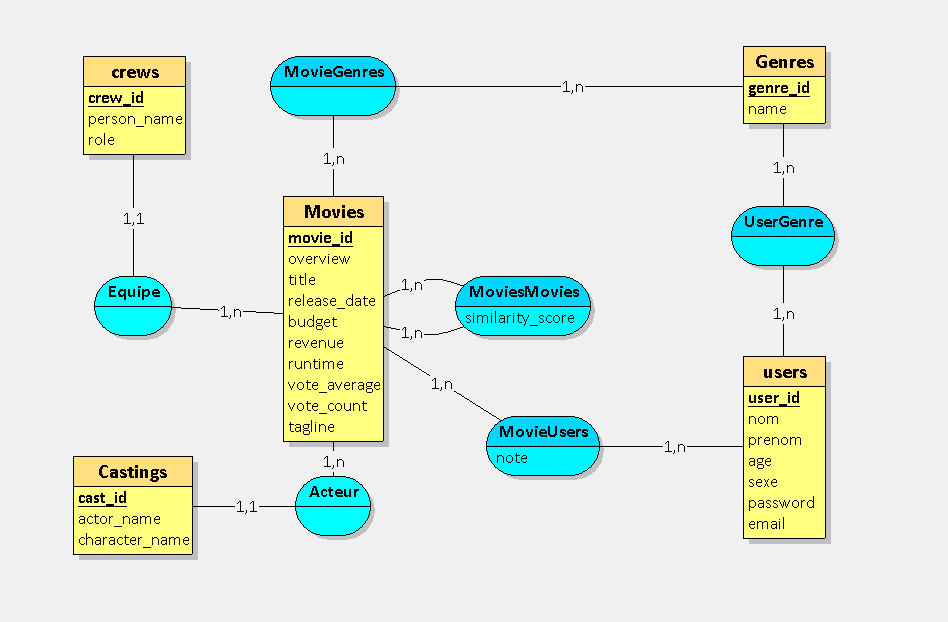 crews
crew_id
person_name
role
MovieGenres
1,n
Genres
genre_id
name
1,1
1,n
1,n
Equipe
1,n
Movies
movie_id
overview
title
release_date
budget
revenue
runtime
vote_average
vote_count
tagline
1,n
1,n
MoviesMovies
similarity_score
UserGenre
1,n
1,n
MovieUsers
note
1,n
users
user_id
nom
prenom
age
sexe
password
email
Castings
cast_id
actor_name
character_name
1,1
1,n
Acteur